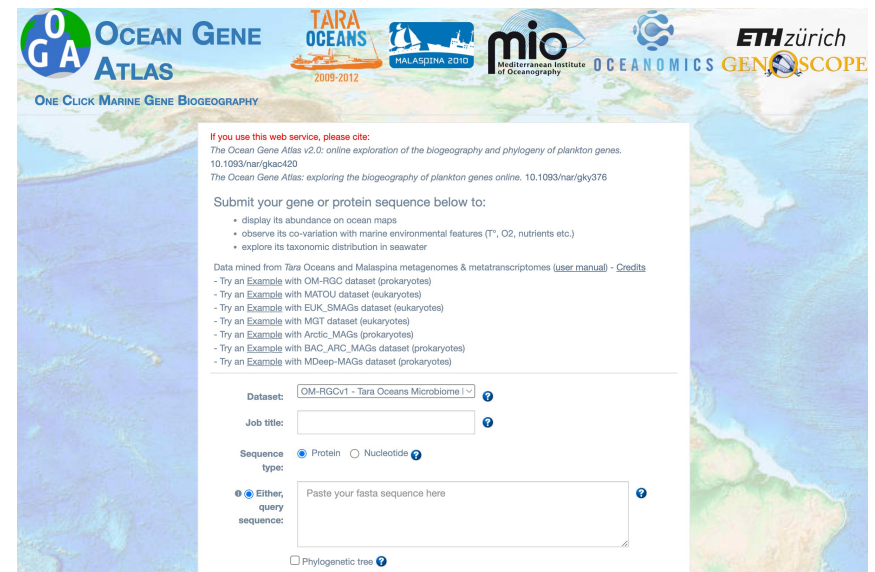 OGA
OCEAN GENE ATLAS
TARA OCEANS
2009-2012
MALASPINA 2010
mio
Mediterranean Institute
of Oceanography
OCEANOMICS
ETH zürich
GENOSCOPE
ONE CLICK MARINE GENE BIOGEOGRAPHY
If you use this web service, please cite:
The Ocean Gene Atlas v2.0: online exploration of the biogeography and phylogeny of plankton genes.
10.1093/nar/gkac420
The Ocean Gene Atlas: exploring the biogeography of plankton genes online. 10.1093/nar/gky376
Submit your gene or protein sequence below to:
• display its abundance on ocean maps
• observe its co-variation with marine environmental features (T°, O2, nutrients etc.)
• explore its taxonomic distribution in seawater
Data mined from Tara Oceans and Malaspina metagenomes & metatranscriptomes (user manual) - Credits
- Try an Example with OM-RGC dataset (prokaryotes)
- Try an Example with MATOU dataset (eukaryotes)
- Try an Example with EUK_SMAGs dataset (eukaryotes)
- Try an Example with MGT dataset (eukaryotes)
- Try an Example with Arctic_MAGs (prokaryotes)
- Try an Example with BAC_ARC_MAGs dataset (prokaryotes)
- Try an Example with MDeep-MAGs dataset (prokaryotes)
Dataset: OM-RGCv1 - Tara Oceans Microbiome
Job title:
Sequence type: Protein Nucleotide
Either, query sequence: Paste your fasta sequence here
Phylogenetic tree